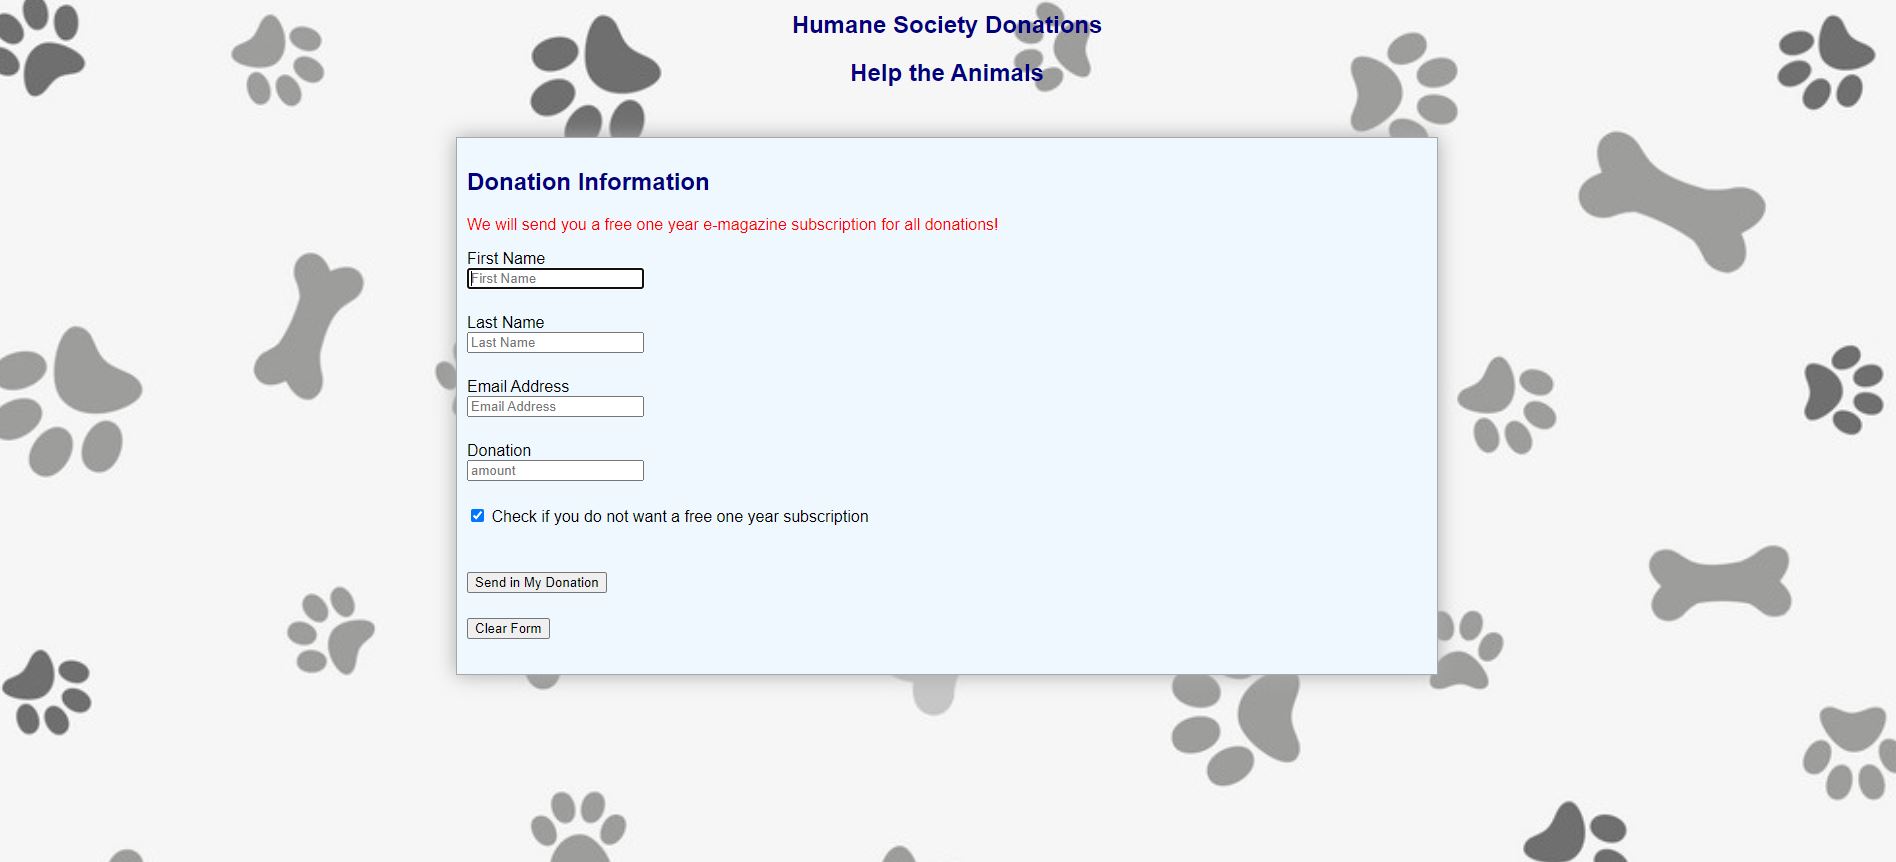 Humane Society Donations
Help the Animals
Donation Information
We will send you a free one year e-magazine subscription for all donations!
First Name
First Name
Last Name
Last Name
Email Address
Email Address
Donation
amount
Check if you do not want a free one year subscription
Send in My Donation
Clear Form